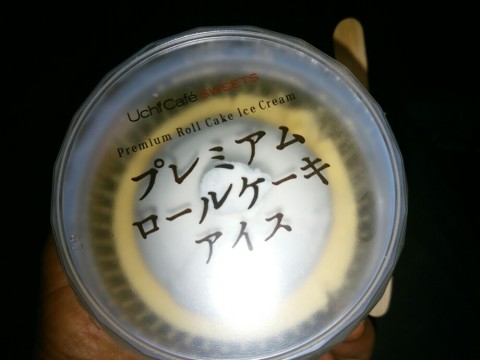 Uchi Café SWEETS
Premium Roll Cake Ice Cream
プレミアム
ロールケーキ
アイス